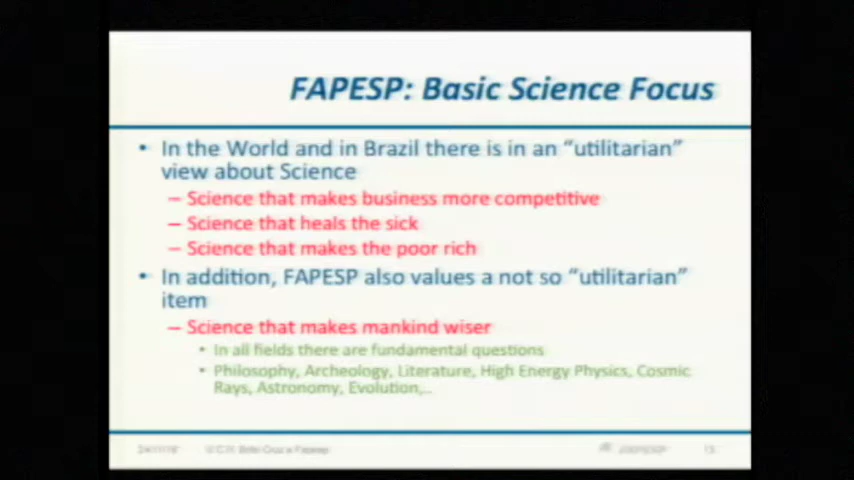 FAPESP: Basic Science Focus
• In the World and in Brazil there is in an “utilitarian”
view about Science
– Science that makes business more competitive
– Science that heals the sick
– Science that makes the poor rich
• In addition, FAPESP also values a not so “utilitarian”
item
– Science that makes mankind wiser
• In all fields there are fundamental questions
• Philosophy, Archeology, Literature, High Energy Physics, Cosmic
Rays, Astronomy, Evolution,..